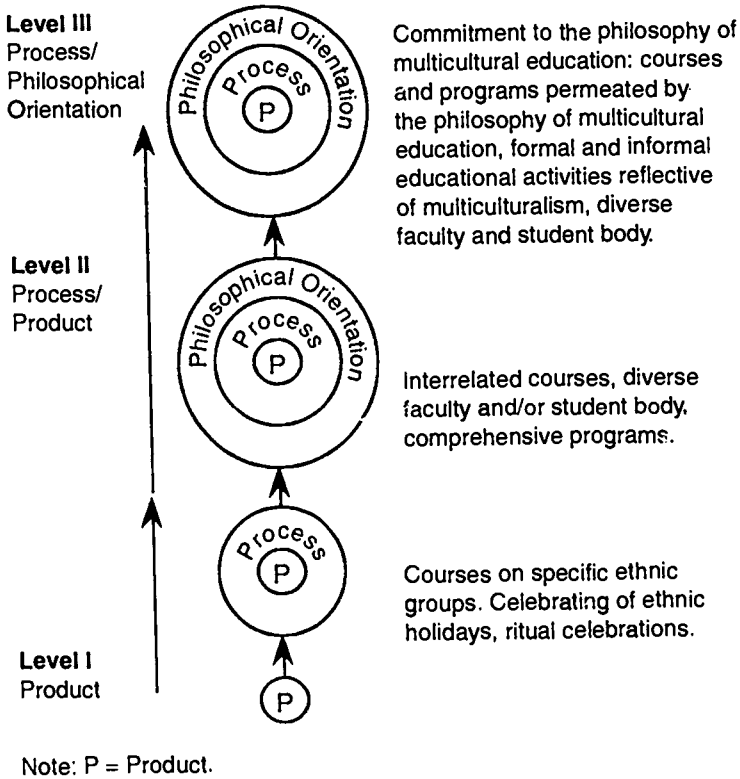 Level III
Process/
Philosophical
Orientation
Philosophical Orientation
Process
P
Commitment to the philosophy of
multicultural education: courses
and programs permeated by
the philosophy of multicultural
education, formal and informal
educational activities reflective
of multiculturalism, diverse
faculty and student body.
Level II
Process/
Product
Philosophical Orientation
Process
P
Interrelated courses, diverse
faculty and/or student body,
comprehensive programs.
Process
P
Courses on specific ethnic
groups. Celebrating of ethnic
holidays, ritual celebrations.
Level I
Product
P
Note: P = Product.